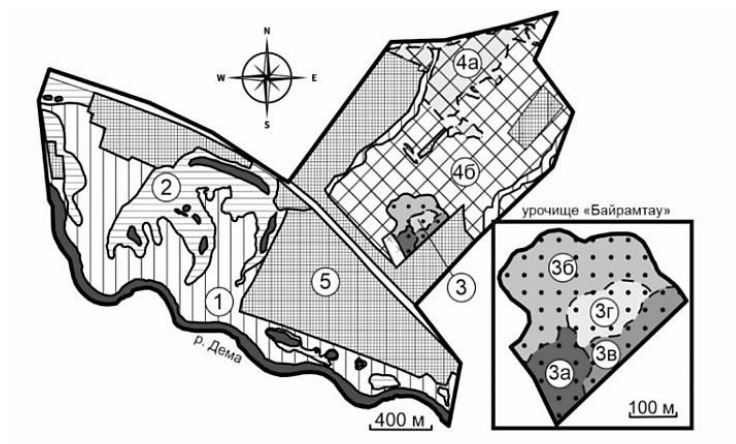 N
W E
S
4а
4б
2
1
5
3
р. Дема
400 м
урочище «Байрамтау»
3б
3г
3в
3а
100 м